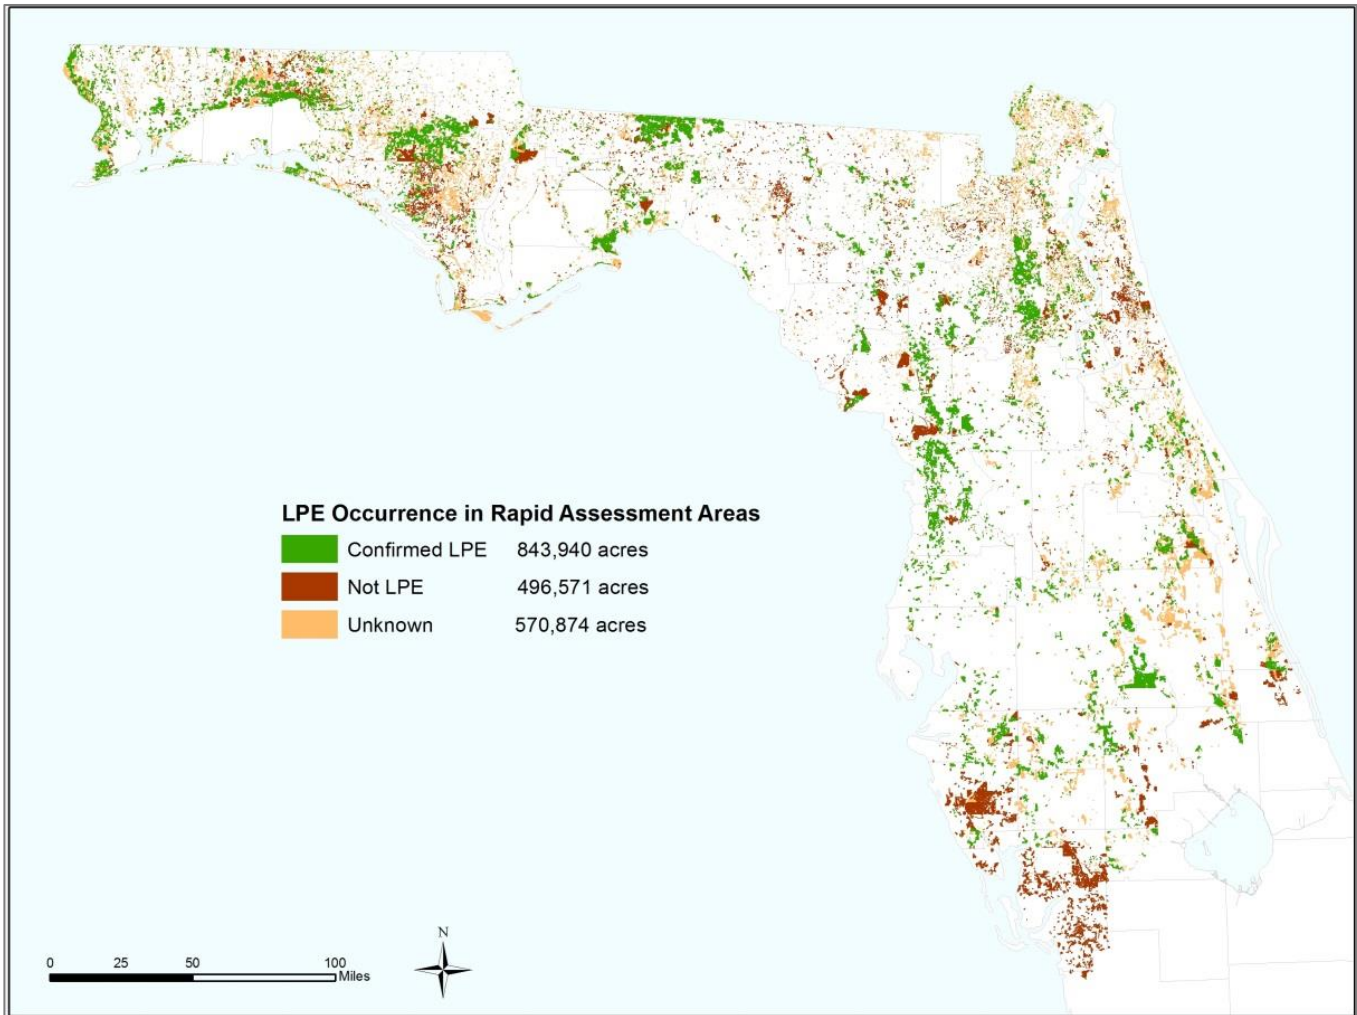 LPE Occurrence in Rapid Assessment Areas
Confirmed LPE 843,940 acres
Not LPE 496,571 acres
Unknown 570,874 acres
N
0 25 50 100
Miles